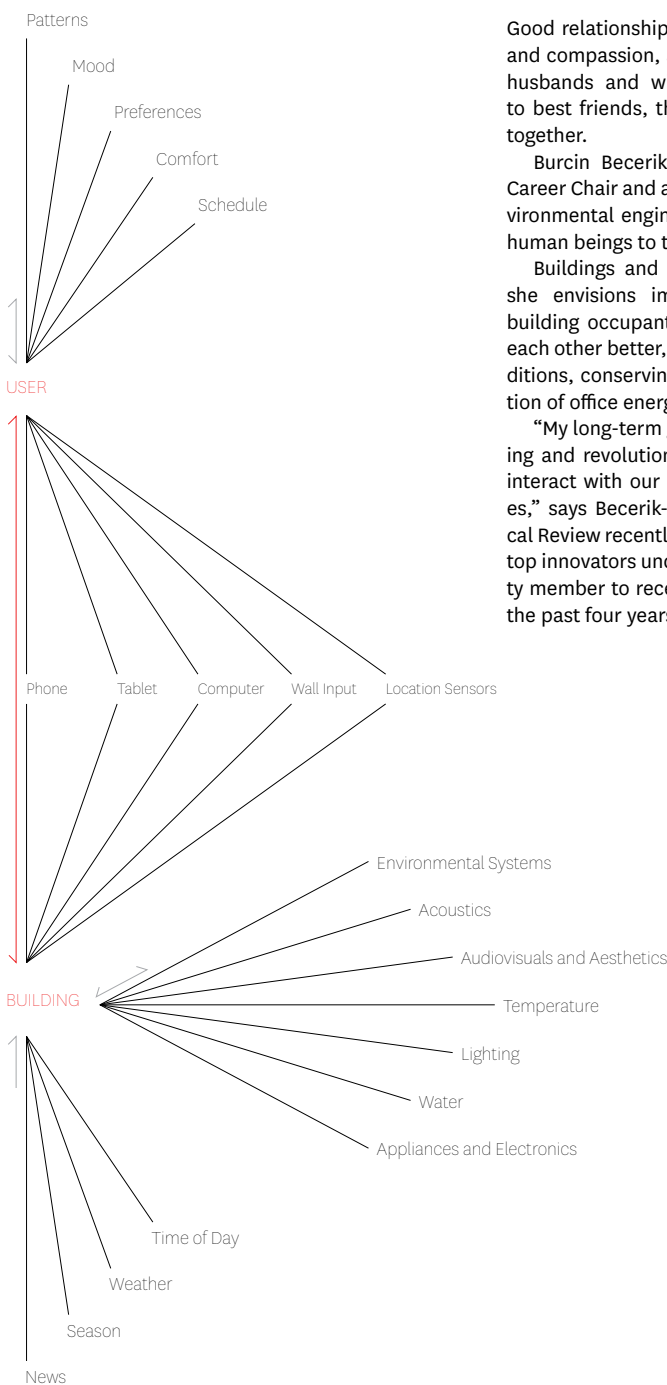 Patterns
Mood
Preferences
Comfort
Schedule
USER
Phone Tablet Computer Wall Input Location Sensors
Environmental Systems
Acoustics
Audiovisuals and Aesthetics
BUILDING
Temperature
Lighting
Water
Appliances and Electronics
Time of Day
Weather
Season
News
Good relationship
and compassion,
husbands and w
to best friends, th
together.
Burcin Becerik
Career Chair and a
vironmental engin
human beings to t
Buildings and
she envisions im
building occupant
each other better,
ditions, conservin
tion of office energ
“My long-term
ing and revolution
interact with our
es,” says Becerik-
cal Review recentl
top innovators und
ty member to rece
the past four years